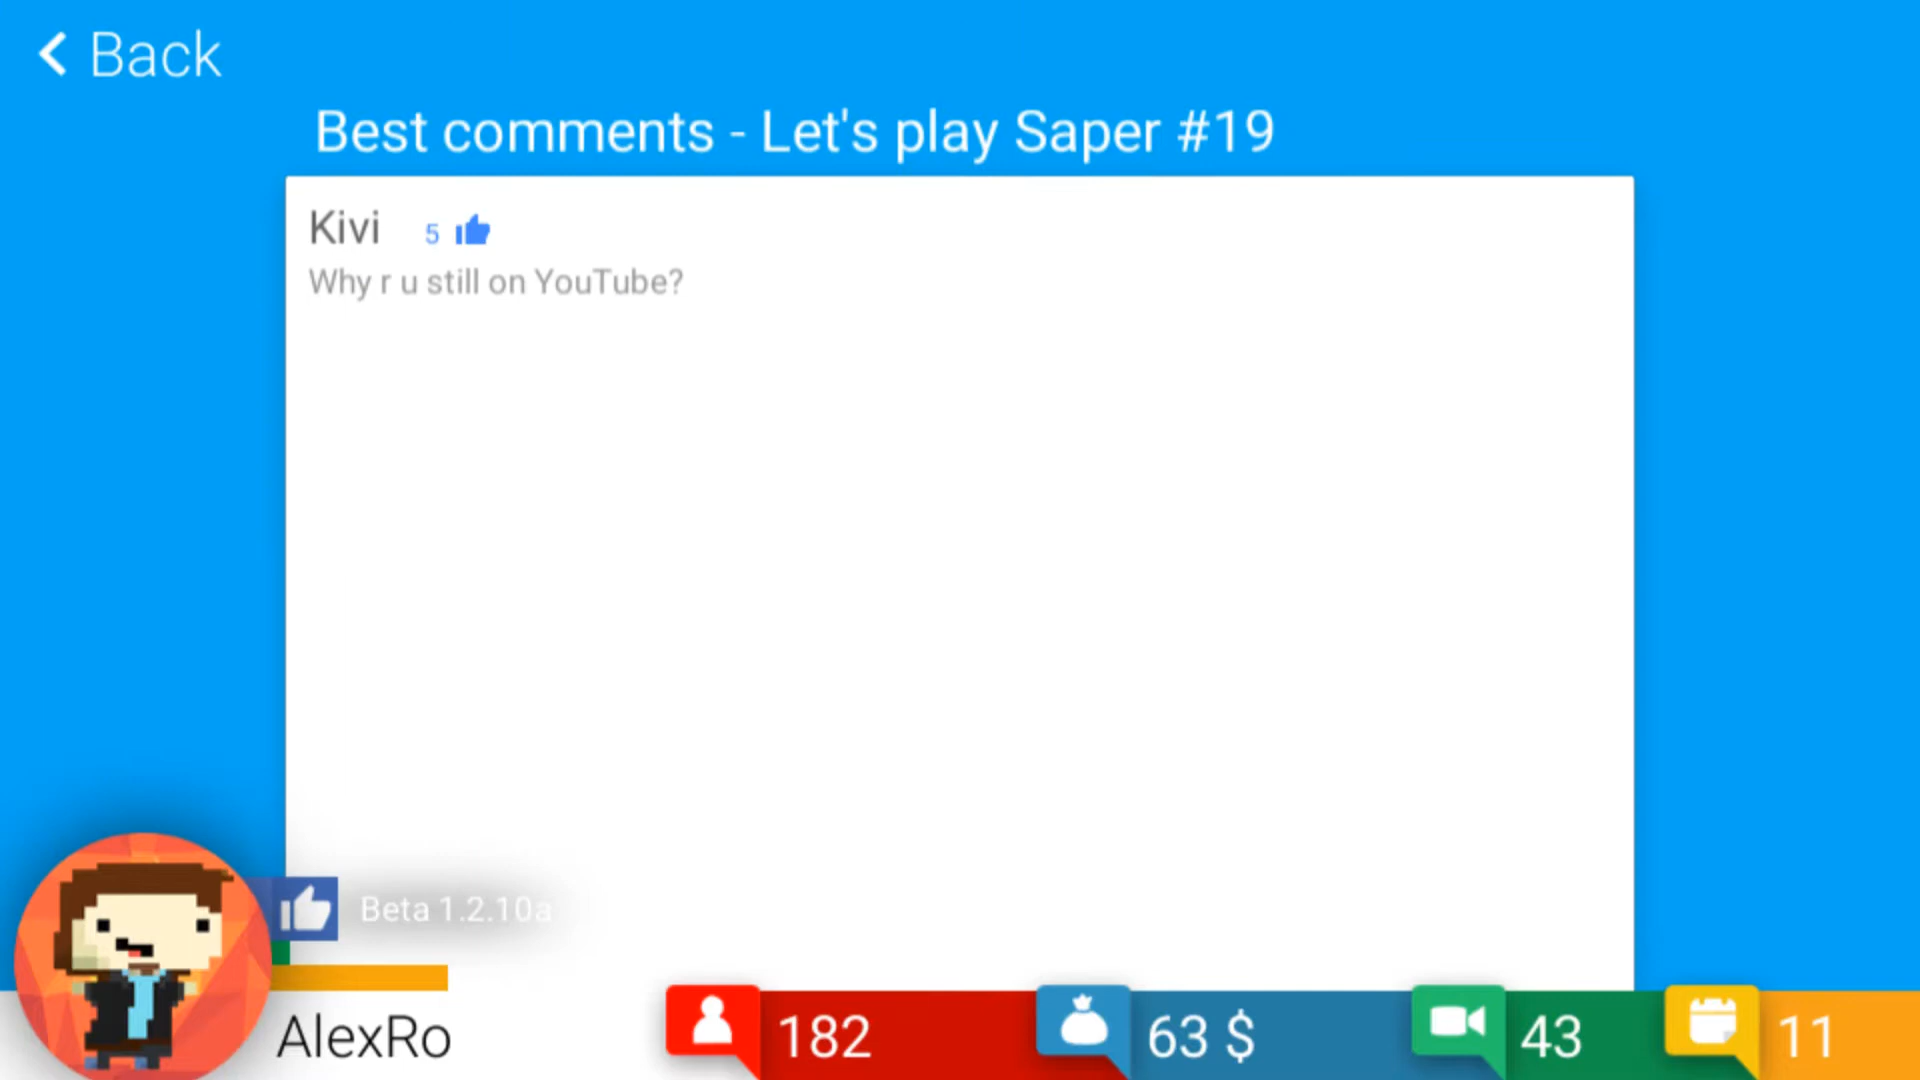 Back
Best comments - Let's play Saper #19
Kivi 5
Why r u still on YouTube?
Beta 1.2.10a
AlexRo
182
63 $
43
11